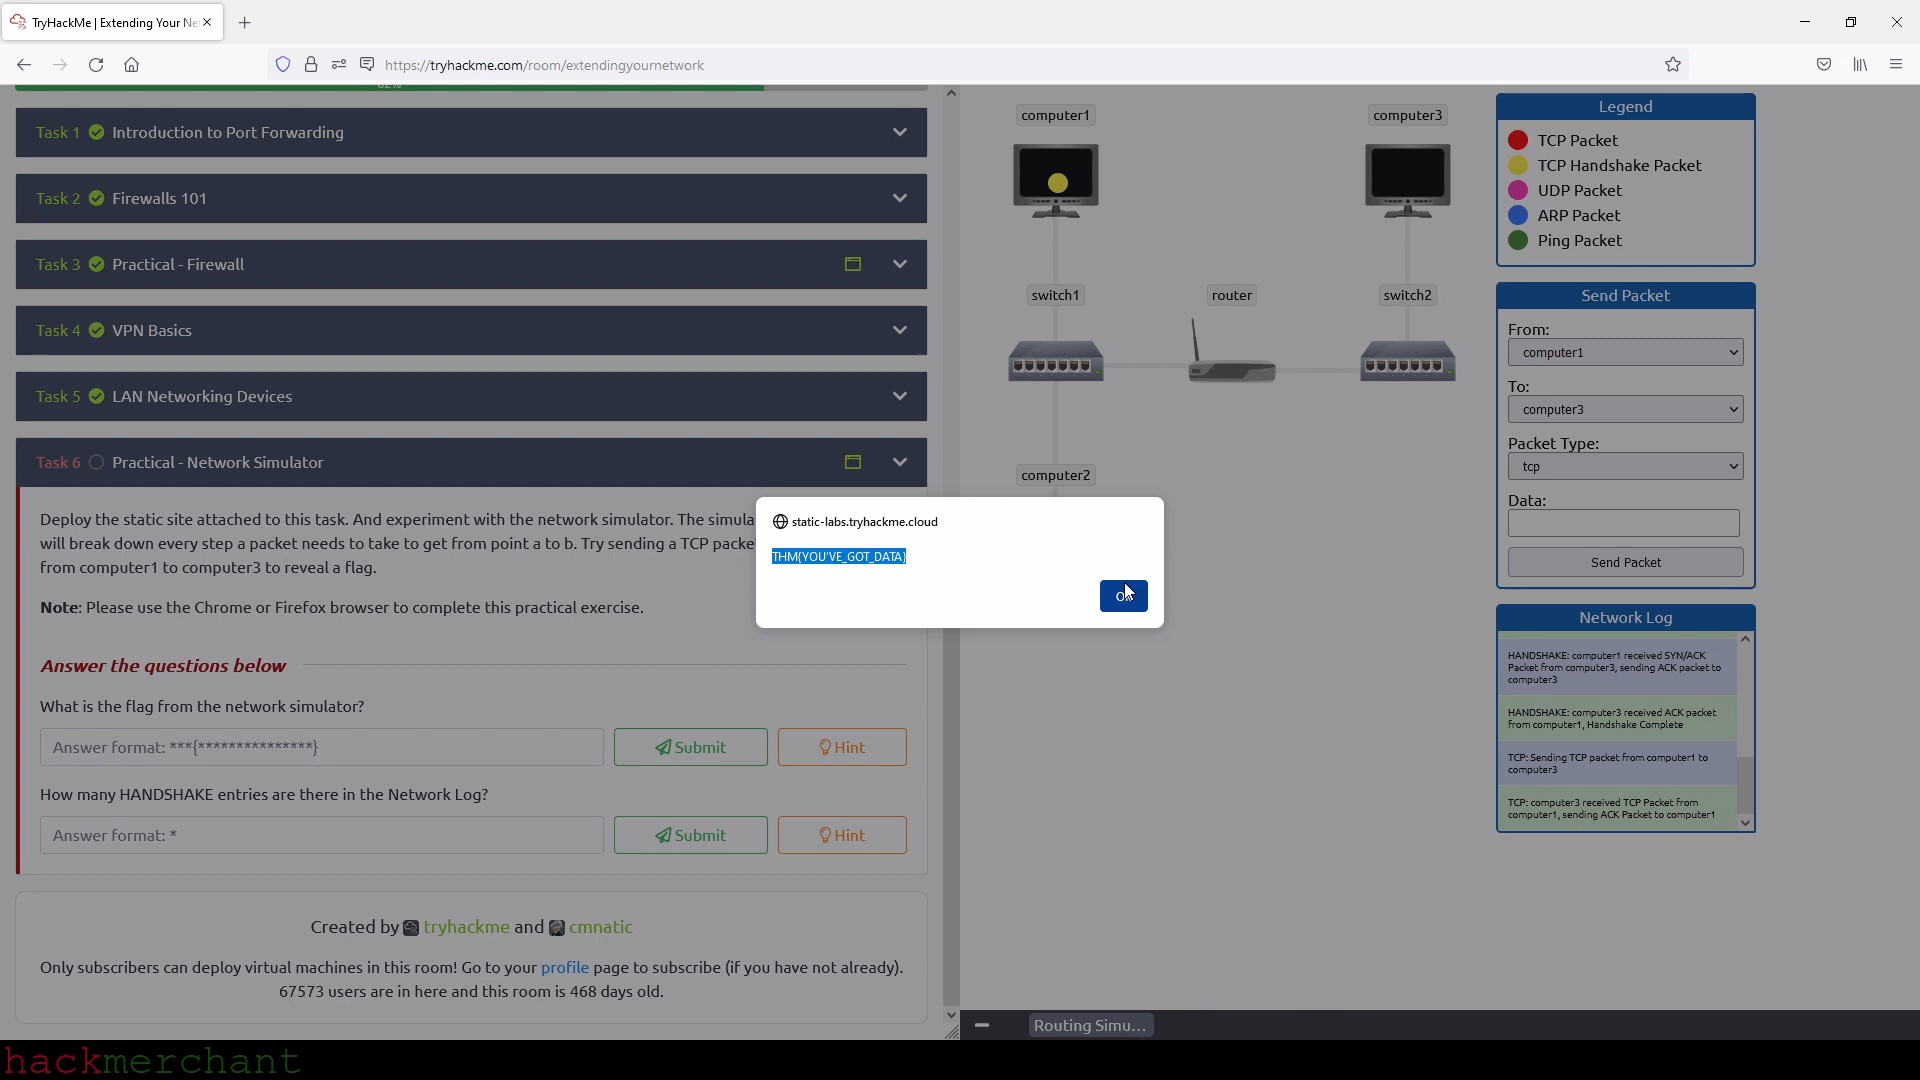 TryHackMe | Extending Your Ne
https://tryhackme.com/room/extendingyournetwork
82%
Task 1 Introduction to Port Forwarding
Task 2 Firewalls 101
Task 3 Practical - Firewall
Task 4 VPN Basics
Task 5 LAN Networking Devices
Task 6 Practical - Network Simulator
Deploy the static site attached to this task. And experiment with the network simulator. The simula
will break down every step a packet needs to take to get from point a to b. Try sending a TCP packe
from computer1 to computer3 to reveal a flag.
Note: Please use the Chrome or Firefox browser to complete this practical exercise.
Answer the questions below
What is the flag from the network simulator?
Answer format: ***{***************}
Submit
Hint
How many HANDSHAKE entries are there in the Network Log?
Answer format: *
Submit
Hint
Created by tryhackme and cmnatic
Only subscribers can deploy virtual machines in this room! Go to your profile page to subscribe (if you have not already).
67573 users are in here and this room is 468 days old.
static-labs.tryhackme.cloud
THM{YOU'VE_GOT_DATA}
computer1
computer3
switch1
router
switch2
computer2
Legend
TCP Packet
TCP Handshake Packet
UDP Packet
ARP Packet
Ping Packet
Send Packet
From:
computer1
To:
computer3
Packet Type:
tcp
Data:
Send Packet
Network Log
HANDSHAKE: computer1 received SYN/ACK
Packet from computer3, sending ACK packet to
computer3
HANDSHAKE: computer3 received ACK packet
from computer1, Handshake Complete
TCP: Sending TCP packet from computer1 to
computer3
TCP: computer3 received TCP Packet from
computer1, sending ACK Packet to computer1
Routing Simu...
hackmerchant